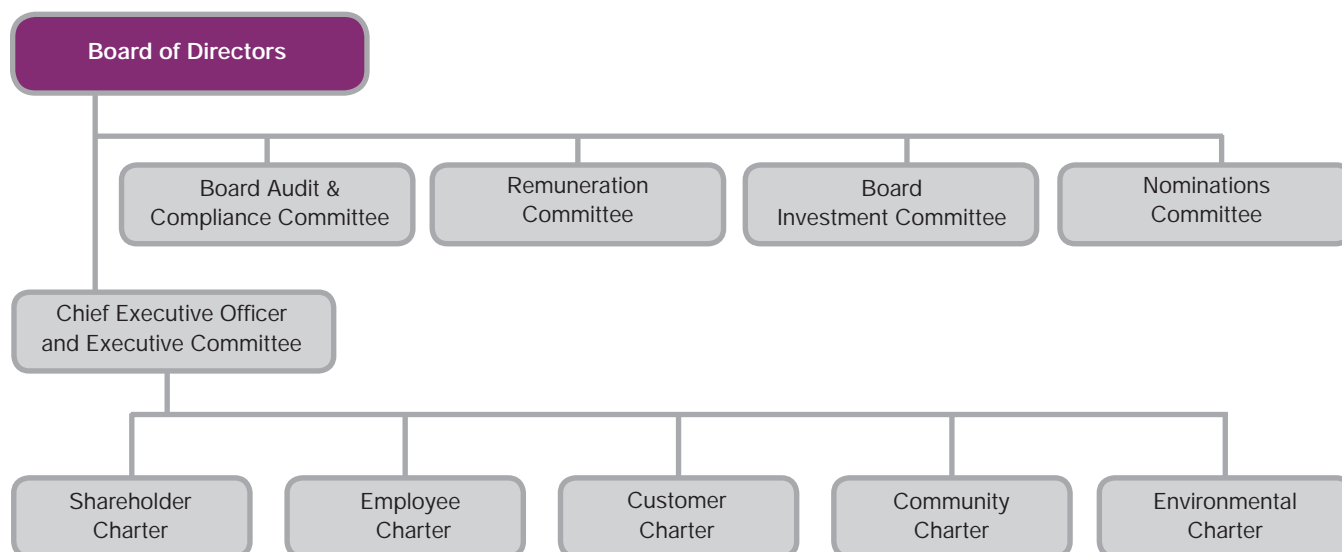 Board of Directors
Board Audit &
Compliance Committee
Remuneration
Committee
Board
Investment Committee
Nominations
Committee
Chief Executive Officer
and Executive Committee
Shareholder
Charter
Employee
Charter
Customer
Charter
Community
Charter
Environmental
Charter